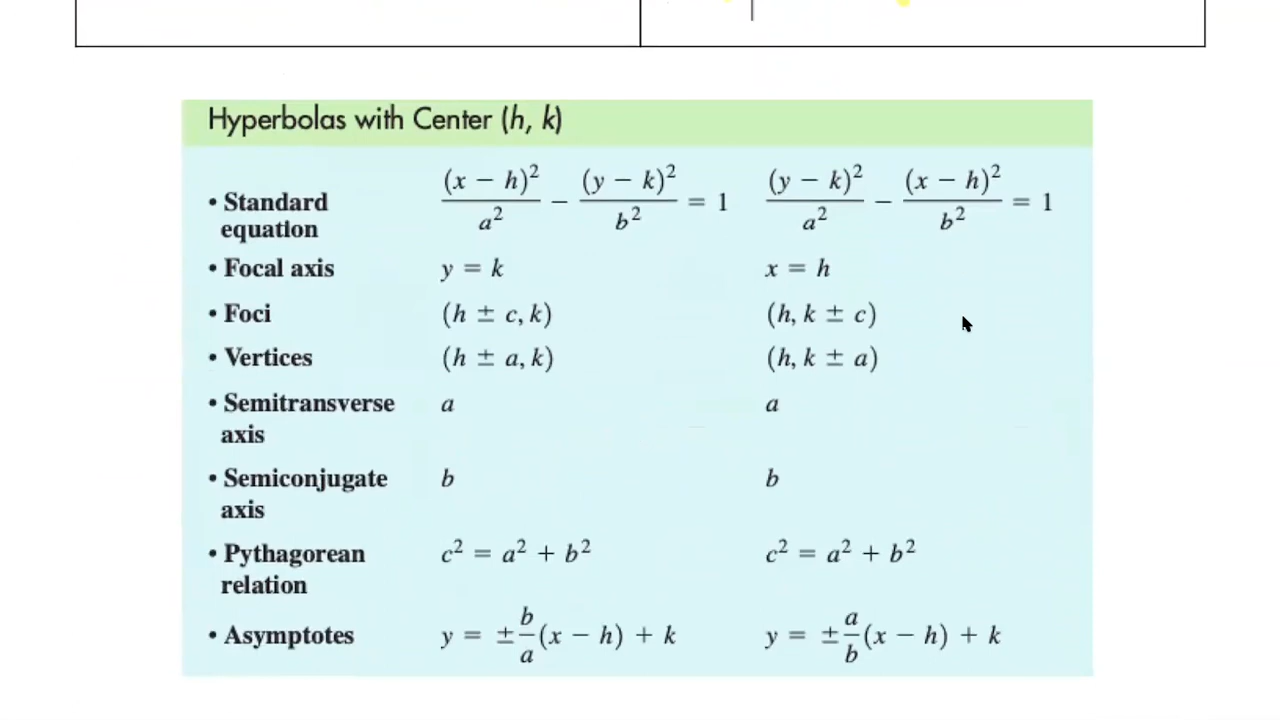 Hyperbolas with Center (h, k)
• Standard equation (x − h)²/a² − (y − k)²/b² = 1 (y − k)²/a² − (x − h)²/b² = 1
• Focal axis y = k x = h
• Foci (h ± c, k) (h, k ± c)
• Vertices (h ± a, k) (h, k ± a)
• Semitransverse axis a a
• Semiconjugate axis b b
• Pythagorean relation c² = a² + b² c² = a² + b²
• Asymptotes y = ±b/a(x − h) + k y = ±a/b(x − h) + k